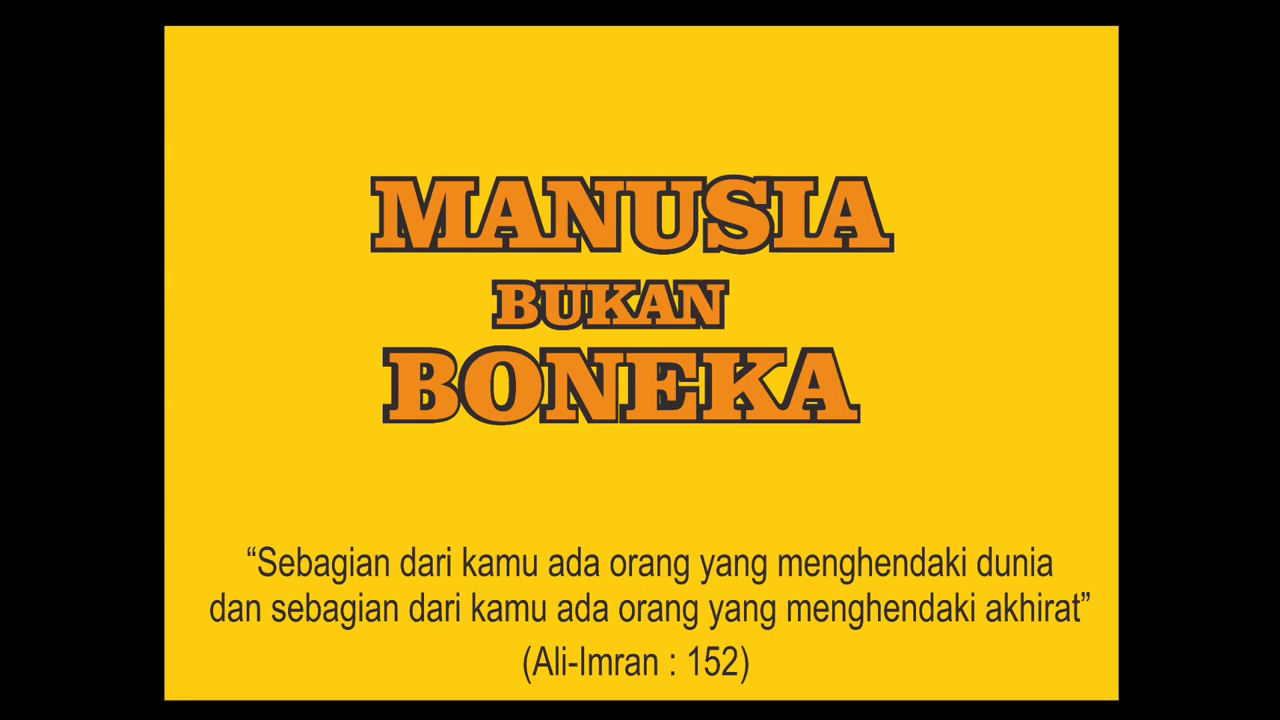 MANUSIA
BUKAN
BONEKA
“Sebagian dari kamu ada orang yang menghendaki dunia
dan sebagian dari kamu ada orang yang menghendaki akhirat”
(Ali-Imran : 152)